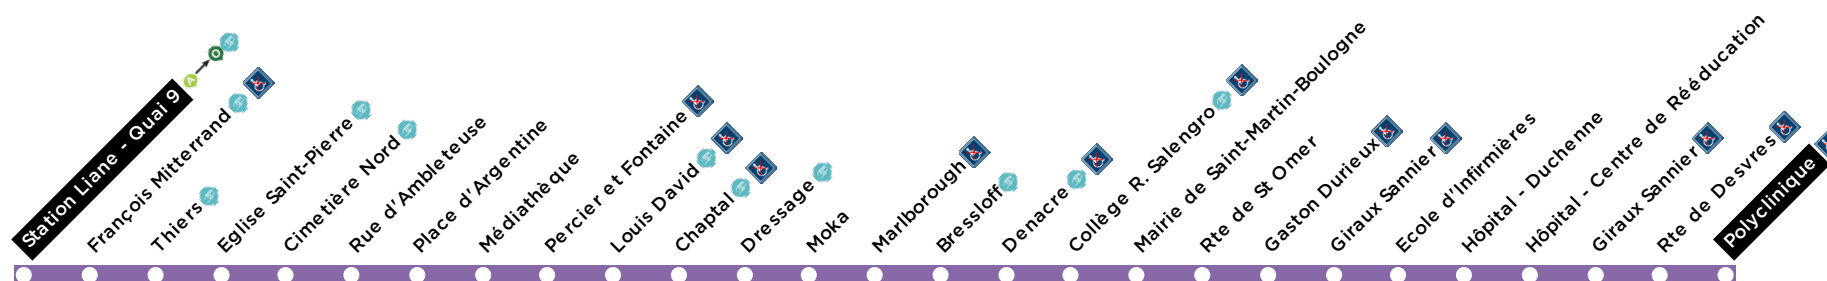 Station Liane - Quai 9
A
O
François Mitterrand
Thiers
Eglise Saint-Pierre
Cimetière Nord
Rue d'Ambleteuse
Place d'Argentine
Médiathèque
Percier et Fontaine
Louis David
Chaptal
Dressage
Moka
Marlborough
Bressloff
Denacre
Collège R. Salengro
Mairie de Saint-Martin-Boulogne
Rte de St Omer
Gaston Durieux
Giraux Sannier
Ecole d'Infirmières
Hôpital - Duchenne
Hôpital - Centre de Rééducation
Giraux Sannier
Rte de Desvres
Polyclinique